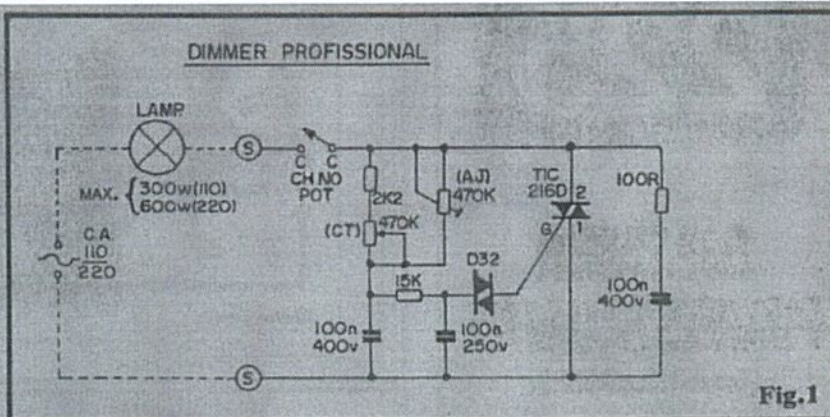 DIMMER PROFISSIONAL
LAMP.
MAX. { 300W(110)
600W(220)
C.A.
110
220
S
C C
CH.NO
POT
2K2
(CT) 470K
(AJ)
470K
TIC
216D
2
G
1
100R
D32
15K
100n
400v
100n
250v
100n
400v
S
Fig.1